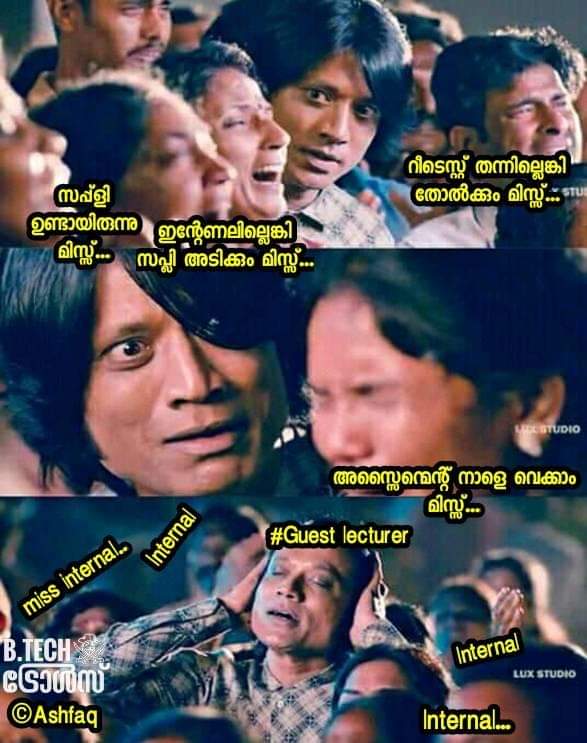 റീടെസ്റ്റ് തന്നില്ലെങ്കി
തോൽക്കും മിസ്സ്...
സപ്ളി
ഉണ്ടായിരുന്നു
മിസ്സ്...
ഇന്റേണലില്ലെങ്കി
സപ്ലി അടിക്കും മിസ്സ്...
LUX STUDIO
അസ്സൈന്മെന്റ് നാളെ വെക്കാം
മിസ്സ്...
miss internal..
Internal
#Guest lecturer
B.TECH
ട്രോൾസ്
©Ashfaq
Internal
LUX STUDIO
Internal...